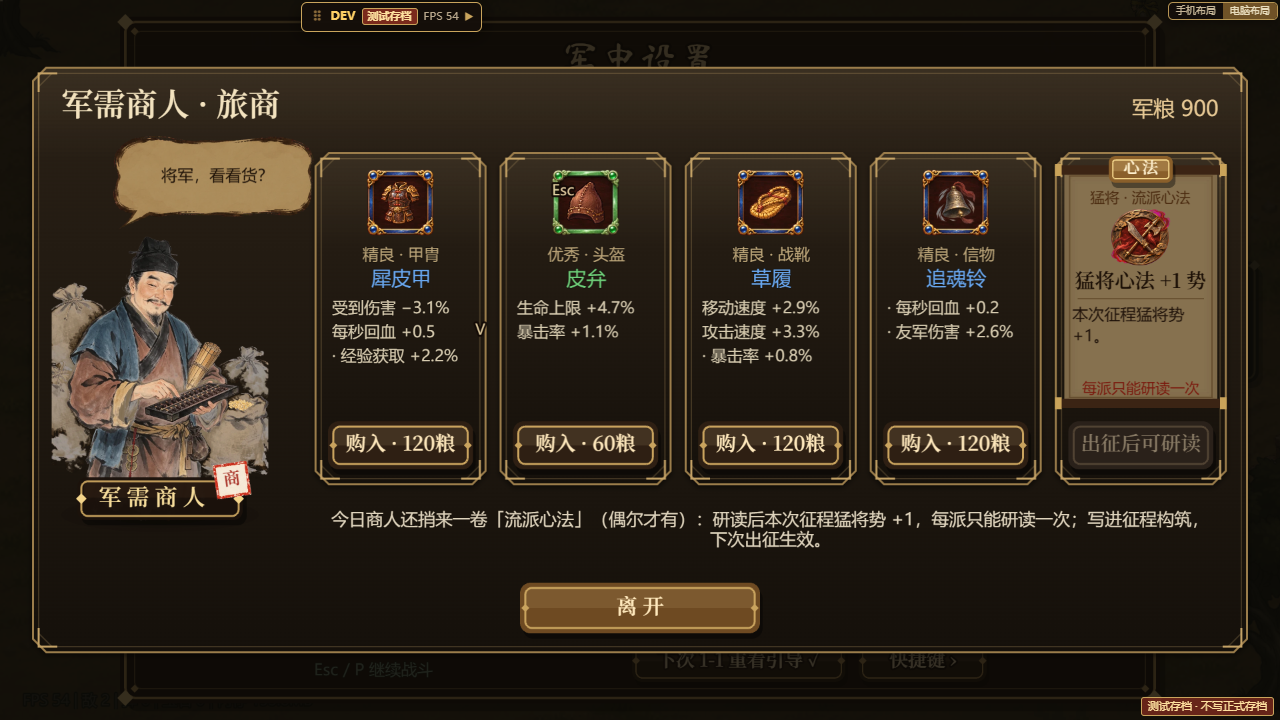 DEV 测试存档 FPS 54 ▶
手机布局 电脑布局
军中设置
军需商人 · 旅商
军粮 900
将军，看看货？
商
军需商人
精良 · 甲胄
犀皮甲
受到伤害 −3.1%
每秒回血 +0.5
· 经验获取 +2.2%
购入 · 120粮
V
Esc
优秀 · 头盔
皮弁
生命上限 +4.7%
暴击率 +1.1%
购入 · 60粮
精良 · 战靴
草履
移动速度 +2.9%
攻击速度 +3.3%
· 暴击率 +0.8%
购入 · 120粮
精良 · 信物
追魂铃
· 每秒回血 +0.2
· 友军伤害 +2.6%
购入 · 120粮
心法
猛将 · 流派心法
猛将心法 +1 势
本次征程猛将势
+1。
每派只能研读一次
出征后可研读
今日商人还捎来一卷「流派心法」（偶尔才有）：研读后本次征程猛将势 +1，每派只能研读一次；写进征程构筑，
下次出征生效。
离开
Esc / P 继续战斗
下次 1-1 重看引导 √
快捷键 ›
测试存档 · 不写正式存档